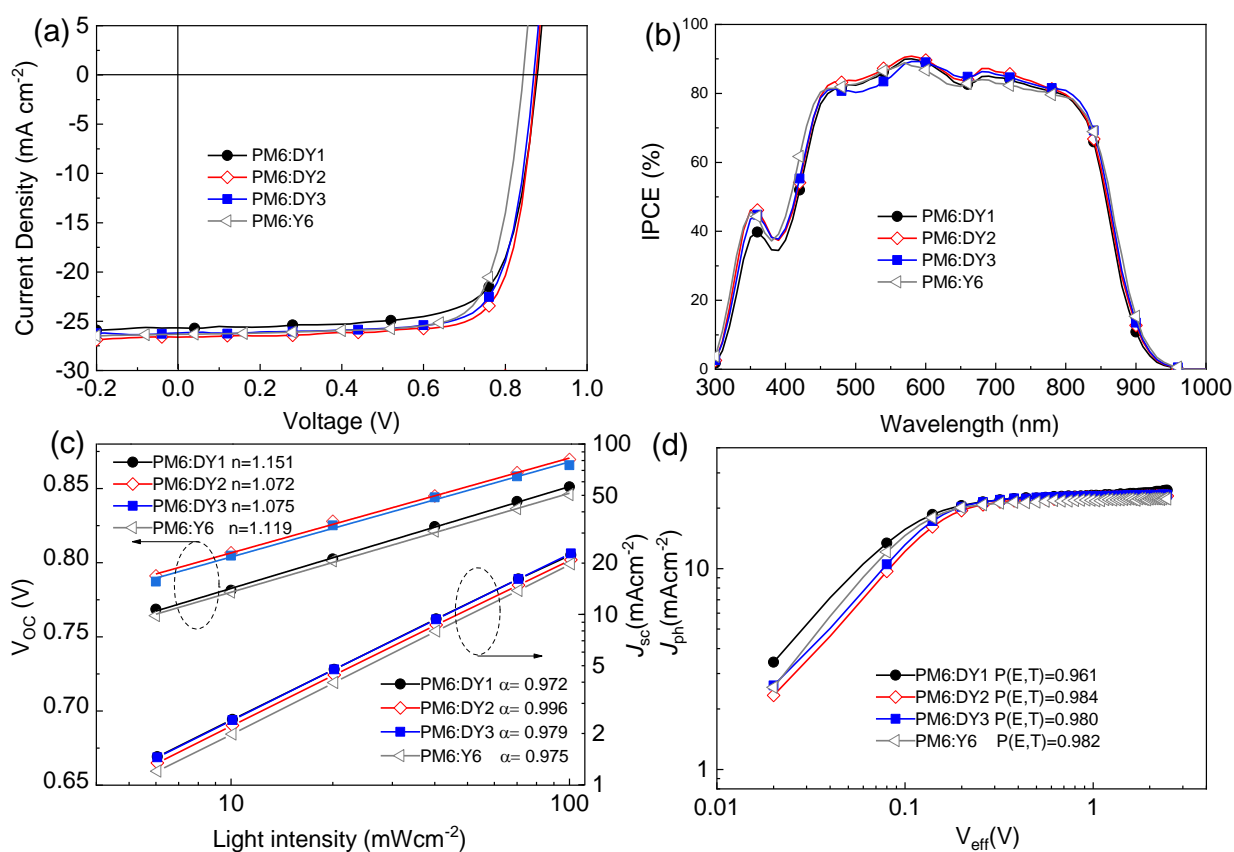 (a)
5
0
-5
-10
-15
-20
-25
-30
-0.2
0.0
0.2
0.4
0.6
0.8
1.0
Current Density (mA cm-2)
Voltage (V)
PM6:DY1
PM6:DY2
PM6:DY3
PM6:Y6
(b)
100
80
60
40
20
0
300
400
500
600
700
800
900
1000
IPCE (%)
Wavelength (nm)
PM6:DY1
PM6:DY2
PM6:DY3
PM6:Y6
(c)
PM6:DY1 n=1.151
PM6:DY2 n=1.072
PM6:DY3 n=1.075
PM6:Y6 n=1.119
0.85
0.80
0.75
0.70
0.65
VOC (V)
100
50
10
8
5
2
1
Jsc(mAcm-2)
PM6:DY1 α= 0.972
PM6:DY2 α= 0.996
PM6:DY3 α= 0.979
PM6:Y6 α= 0.975
10
100
Light intensity (mWcm-2)
(d)
10
1
Jph(mAcm-2)
PM6:DY1 P(E,T)=0.961
PM6:DY2 P(E,T)=0.984
PM6:DY3 P(E,T)=0.980
PM6:Y6 P(E,T)=0.982
0.01
0.1
1
Veff(V)